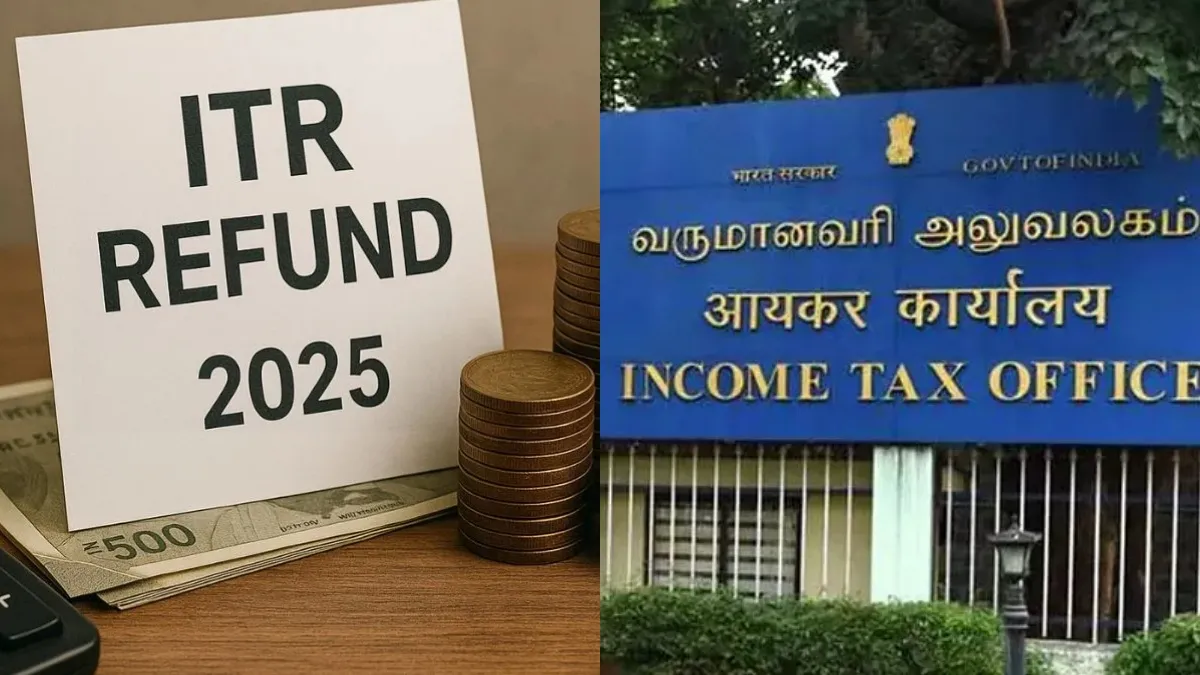 ITR
REFUND
2025
500
भारत सरकार
GOVT OF INDIA
வருமானவரி அலுவலகம்
आयकर कार्यालय
INCOME TAX OFFICE